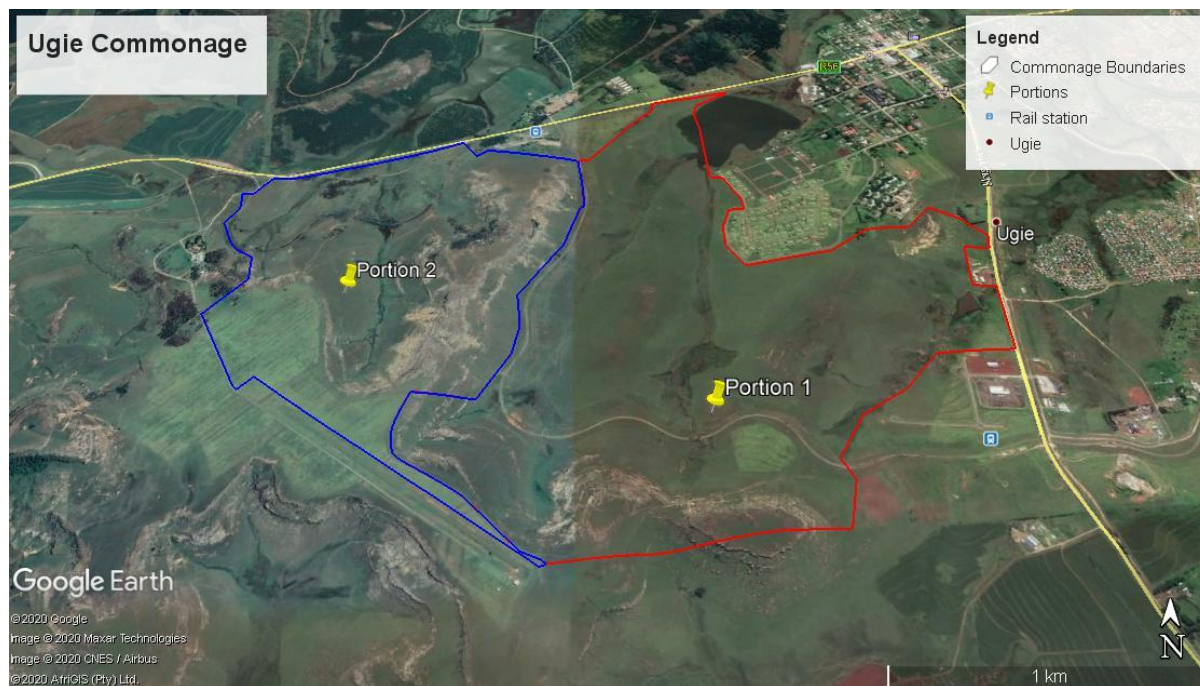 Ugie Commonage
Legend
Commonage Boundaries
Portions
Rail station
Ugie
R56
Ugie
Portion 2
Portion 1
Google Earth
©2020 Google
Image © 2020 Maxar Technologies
Image © 2020 CNES / Airbus
©2020 AfriGIS (Pty) Ltd.
N
1 km